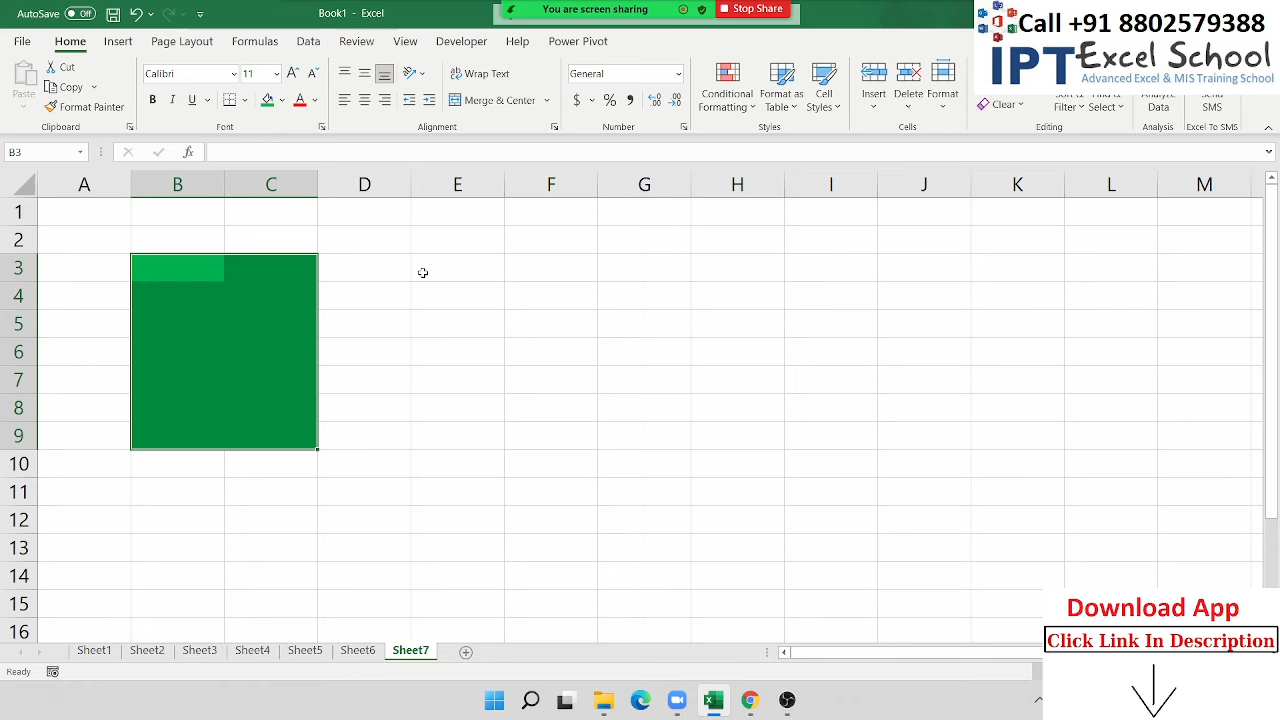 AutoSave Off Book1 - Excel You are screen sharing Stop Share
Call +91 8802579388
IPT Excel School
Advanced Excel & MIS Training School
File Home Insert Page Layout Formulas Data Review View Developer Help Power Pivot
Paste Cut Copy Format Painter
Calibri 11
B I U
Wrap Text
Merge & Center
General
$ % ,
Conditional Formatting Format as Table Cell Styles
Insert Delete Format
Clear
Filter Select
Data
SMS
Clipboard Font Alignment Number Styles Cells Editing Analysis Excel To SMS
B3 fx
A B C D E F G H I J K L M
1
2
3
4
5
6
7
8
9
10
11
12
13
14
15
16
Download App
Click Link In Description
Sheet1 Sheet2 Sheet3 Sheet4 Sheet5 Sheet6 Sheet7
Ready